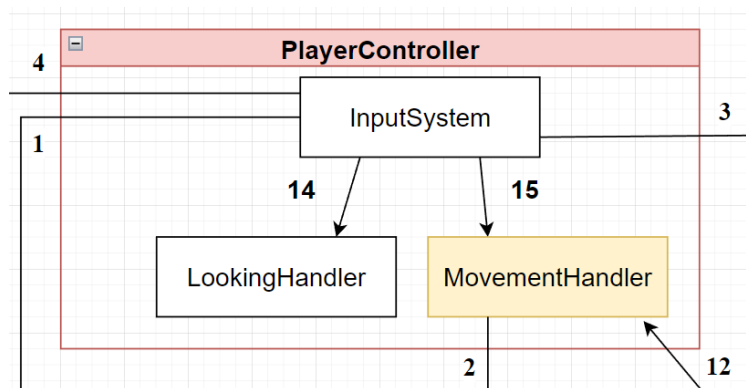 PlayerController
4
InputSystem
3
1
14
15
LookingHandler
MovementHandler
2
12